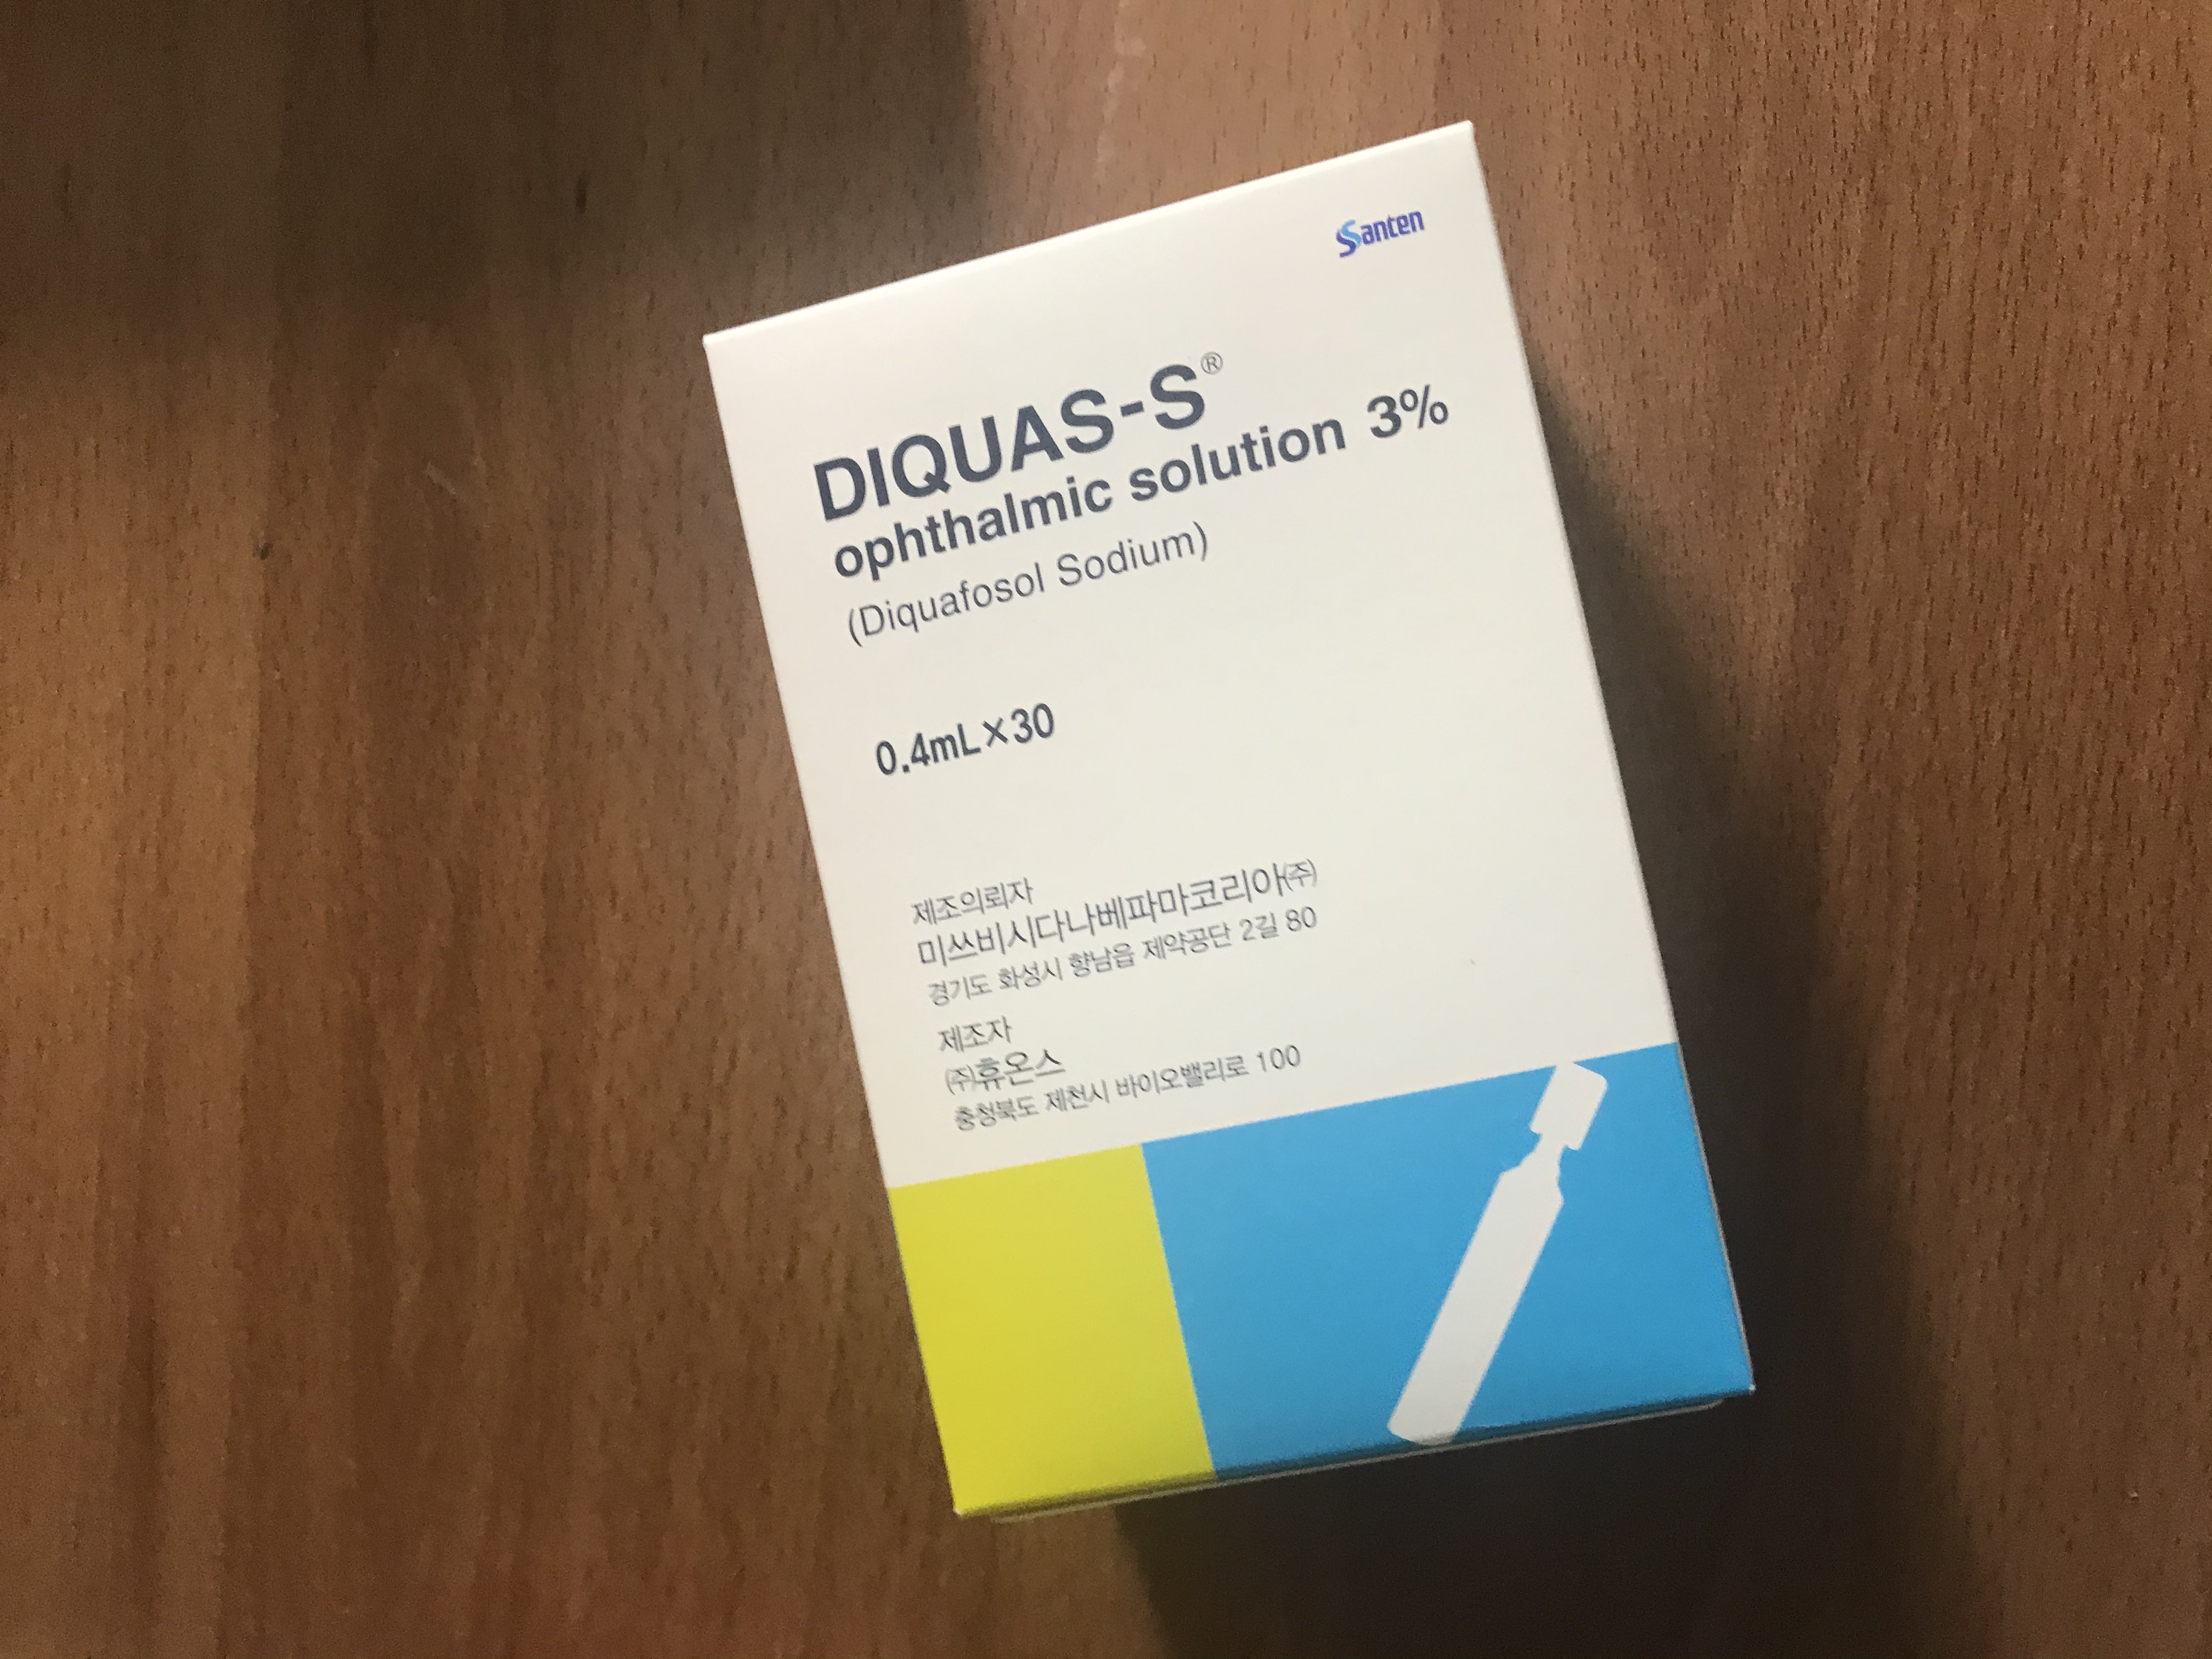 Santen
DIQUAS-S®
ophthalmic solution 3%
(Diquafosol Sodium)
0.4mL×30
제조의뢰자
미쓰비시다나베파마코리아(주)
경기도 화성시 향남읍 제약공단 2길 80
제조자
(주)휴온스
충청북도 제천시 바이오밸리로 100